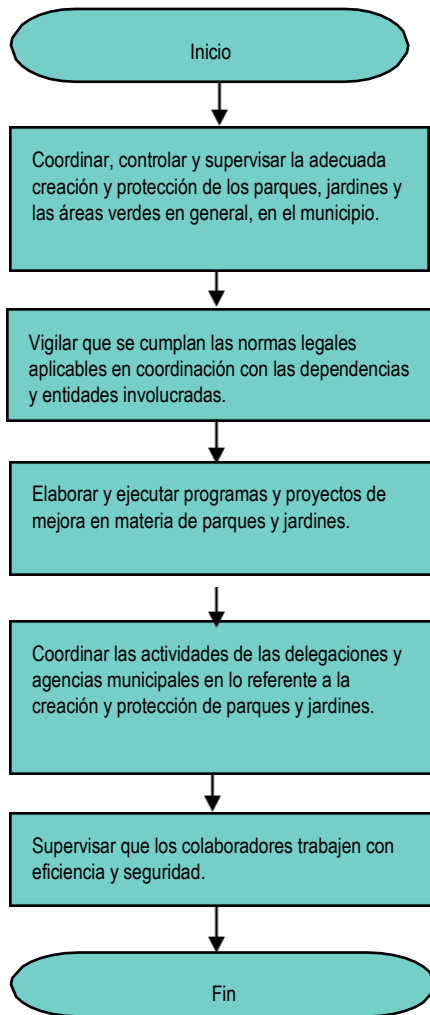 Inicio
Coordinar, controlar y supervisar la adecuada
creación y protección de los parques, jardines y
las áreas verdes en general, en el municipio.
Vigilar que se cumplan las normas legales
aplicables en coordinación con las dependencias
y entidades involucradas.
Elaborar y ejecutar programas y proyectos de
mejora en materia de parques y jardines.
Coordinar las actividades de las delegaciones y
agencias municipales en lo referente a la
creación y protección de parques y jardines.
Supervisar que los colaboradores trabajen con
eficiencia y seguridad.
Fin